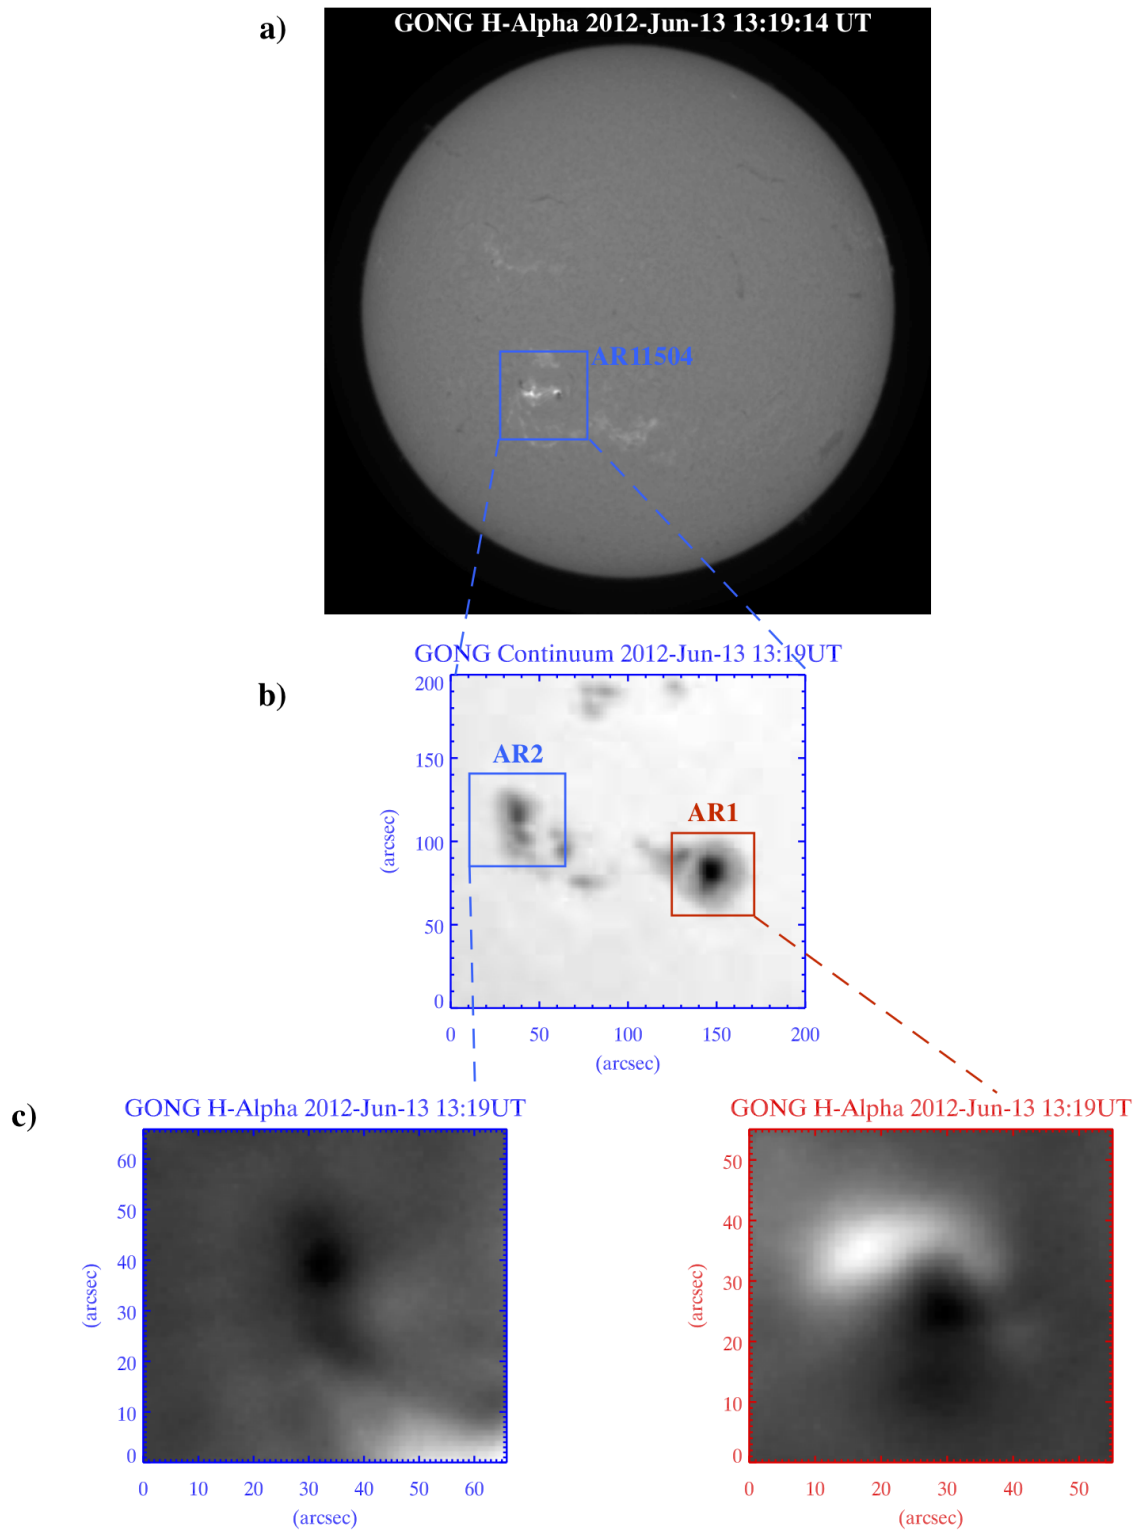 a)
GONG H-Alpha 2012-Jun-13 13:19:14 UT
AR11504
GONG Continuum 2012-Jun-13 13:19UT
b)
200
150
100
50
0
(arcsec)
AR2
AR1
0 50 100 150 200
(arcsec)
c)
GONG H-Alpha 2012-Jun-13 13:19UT
60
50
40
30
20
10
0
(arcsec)
0 10 20 30 40 50 60
(arcsec)
GONG H-Alpha 2012-Jun-13 13:19UT
50
40
30
20
10
0
(arcsec)
0 10 20 30 40 50
(arcsec)